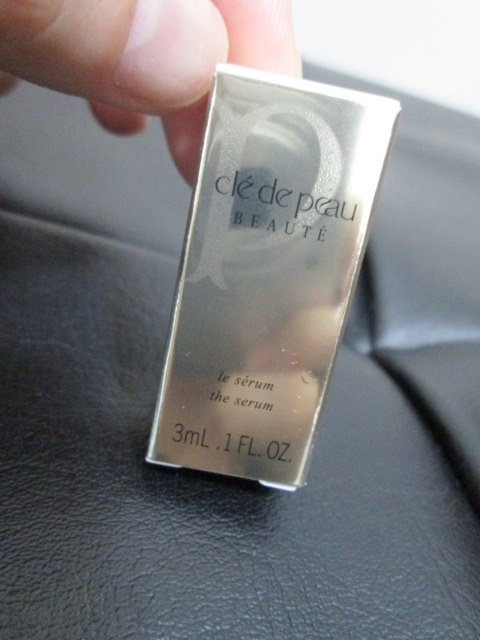 clé de peau
BEAUTÉ
le sérum
the serum
3mL .1 FL. OZ.